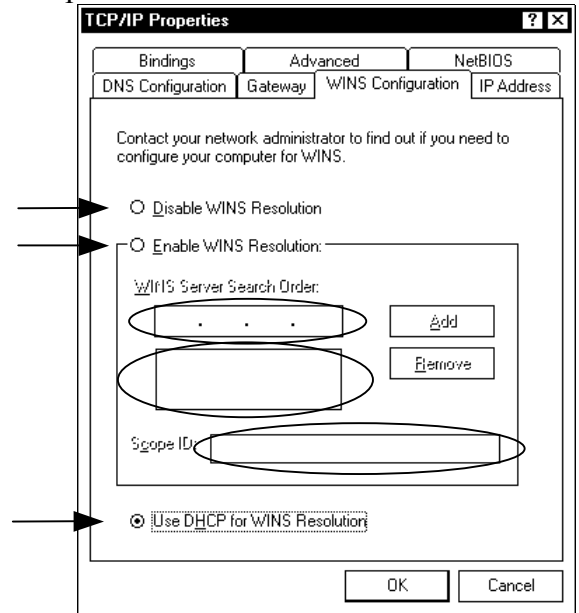 TCP/IP Properties
Bindings Advanced NetBIOS
DNS Configuration Gateway WINS Configuration IP Address
Contact your network administrator to find out if you need to
configure your computer for WINS.
Disable WINS Resolution
Enable WINS Resolution:
WINS Server Search Order:
. . .
Add
Remove
Scope ID:
Use DHCP for WINS Resolution
OK Cancel